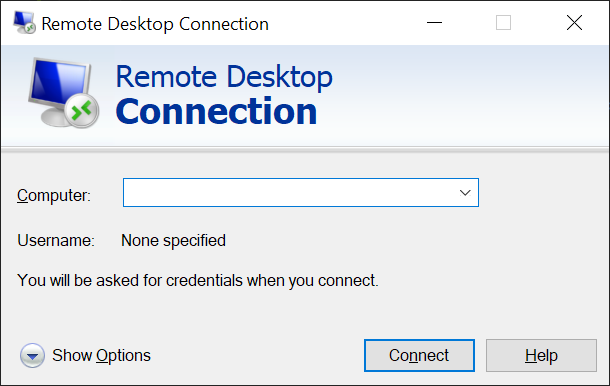 Remote Desktop Connection
Remote Desktop
Connection
Computer:
Username: None specified
You will be asked for credentials when you connect.
Show Options Connect Help